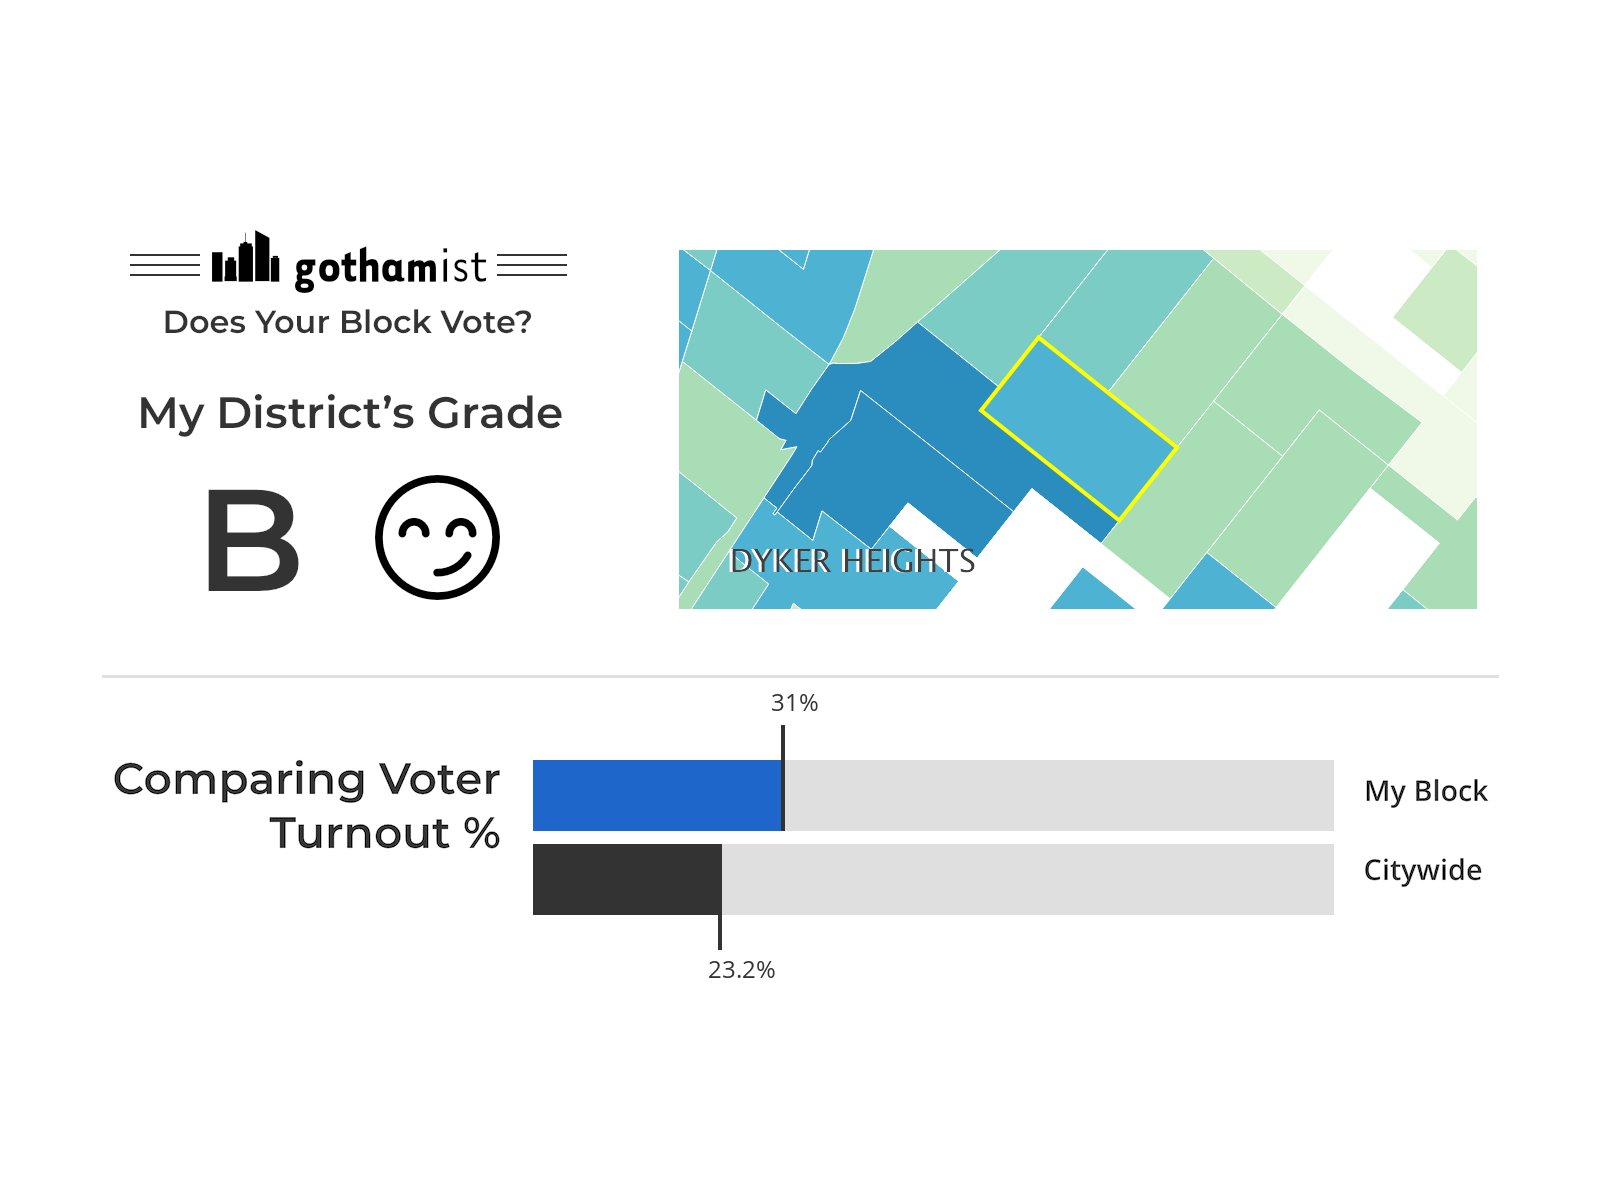 gothamist
Does Your Block Vote?
My District’s Grade
B
DYKER HEIGHTS
31%
Comparing Voter
Turnout %
My Block
Citywide
23.2%